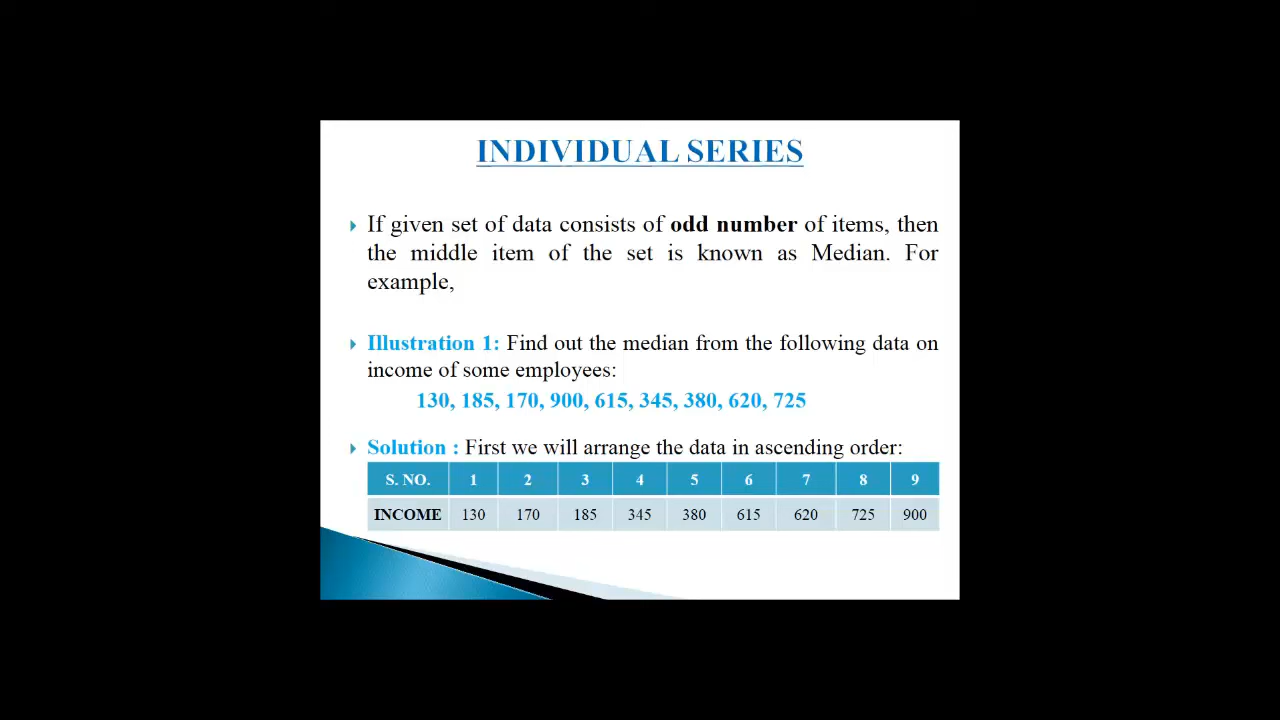 INDIVIDUAL SERIES
If given set of data consists of odd number of items, then
the middle item of the set is known as Median. For
example,
Illustration 1: Find out the median from the following data on
income of some employees:
130, 185, 170, 900, 615, 345, 380, 620, 725
Solution : First we will arrange the data in ascending order:
S. NO. 1 2 3 4 5 6 7 8 9
INCOME 130 170 185 345 380 615 620 725 900